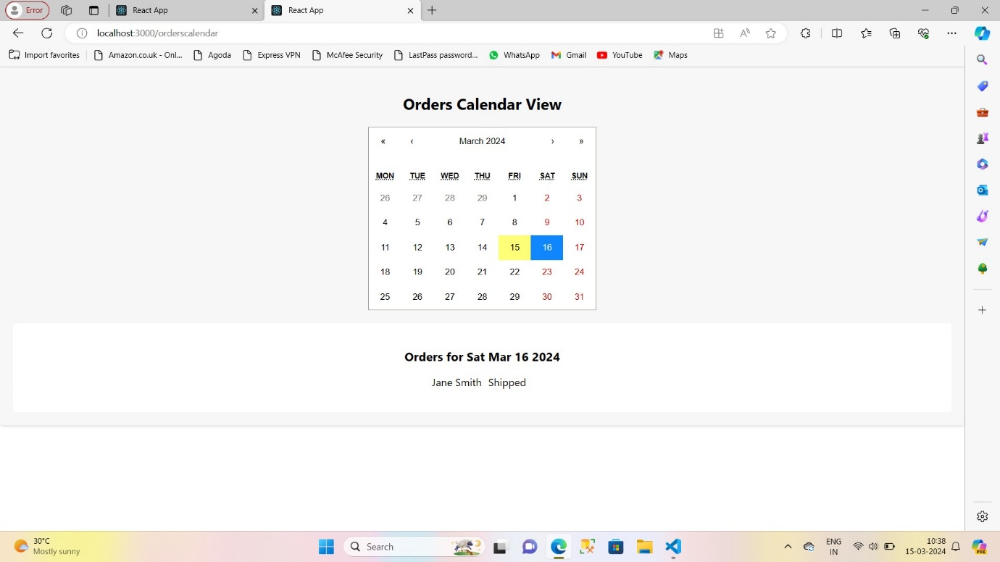 Error
React App
React App
localhost:3000/orderscalendar
Import favorites
Amazon.co.uk - Onl...
Agoda
Express VPN
McAfee Security
LastPass password...
WhatsApp
Gmail
YouTube
Maps
Orders Calendar View
« ‹ March 2024 › »
MON TUE WED THU FRI SAT SUN
26 27 28 29 1 2 3
4 5 6 7 8 9 10
11 12 13 14 15 16 17
18 19 20 21 22 23 24
25 26 27 28 29 30 31
Orders for Sat Mar 16 2024
Jane Smith Shipped
30°C
Mostly sunny
Search
ENG
IN
10:38
15-03-2024
PRE